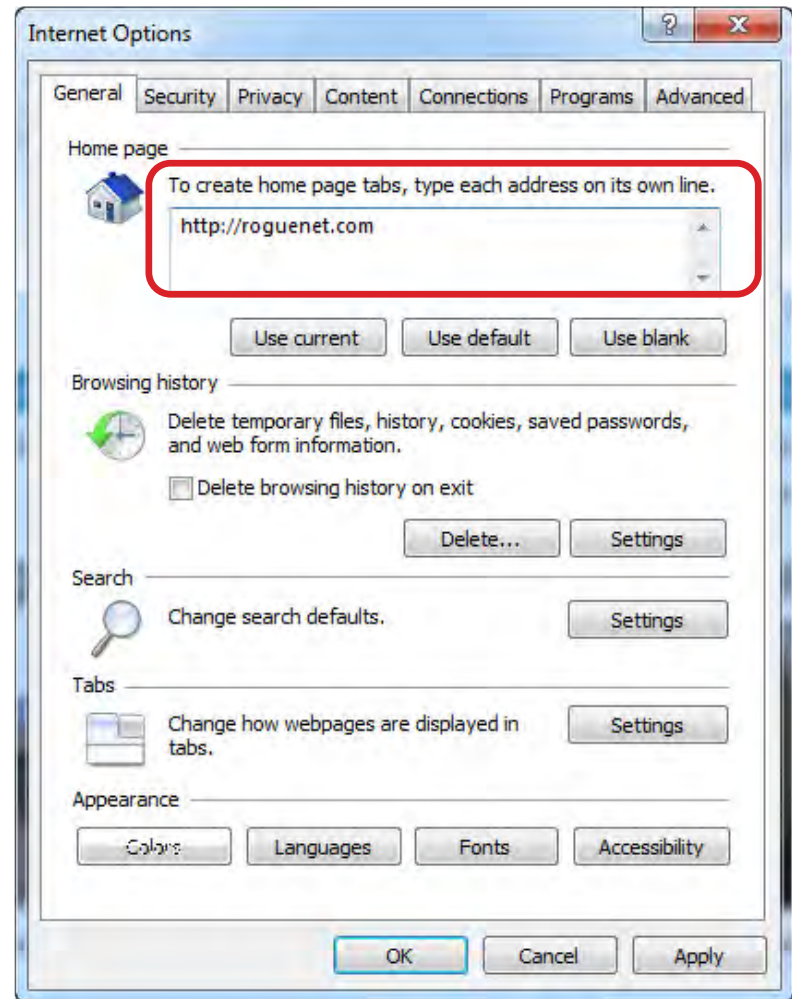 Internet Options
General Security Privacy Content Connections Programs Advanced
Home page
To create home page tabs, type each address on its own line.
http://roguenet.com
Use current Use default Use blank
Browsing history
Delete temporary files, history, cookies, saved passwords,
and web form information.
Delete browsing history on exit
Delete... Settings
Search
Change search defaults.
Settings
Tabs
Change how webpages are displayed in
tabs.
Settings
Appearance
Colors Languages Fonts Accessibility
OK Cancel Apply